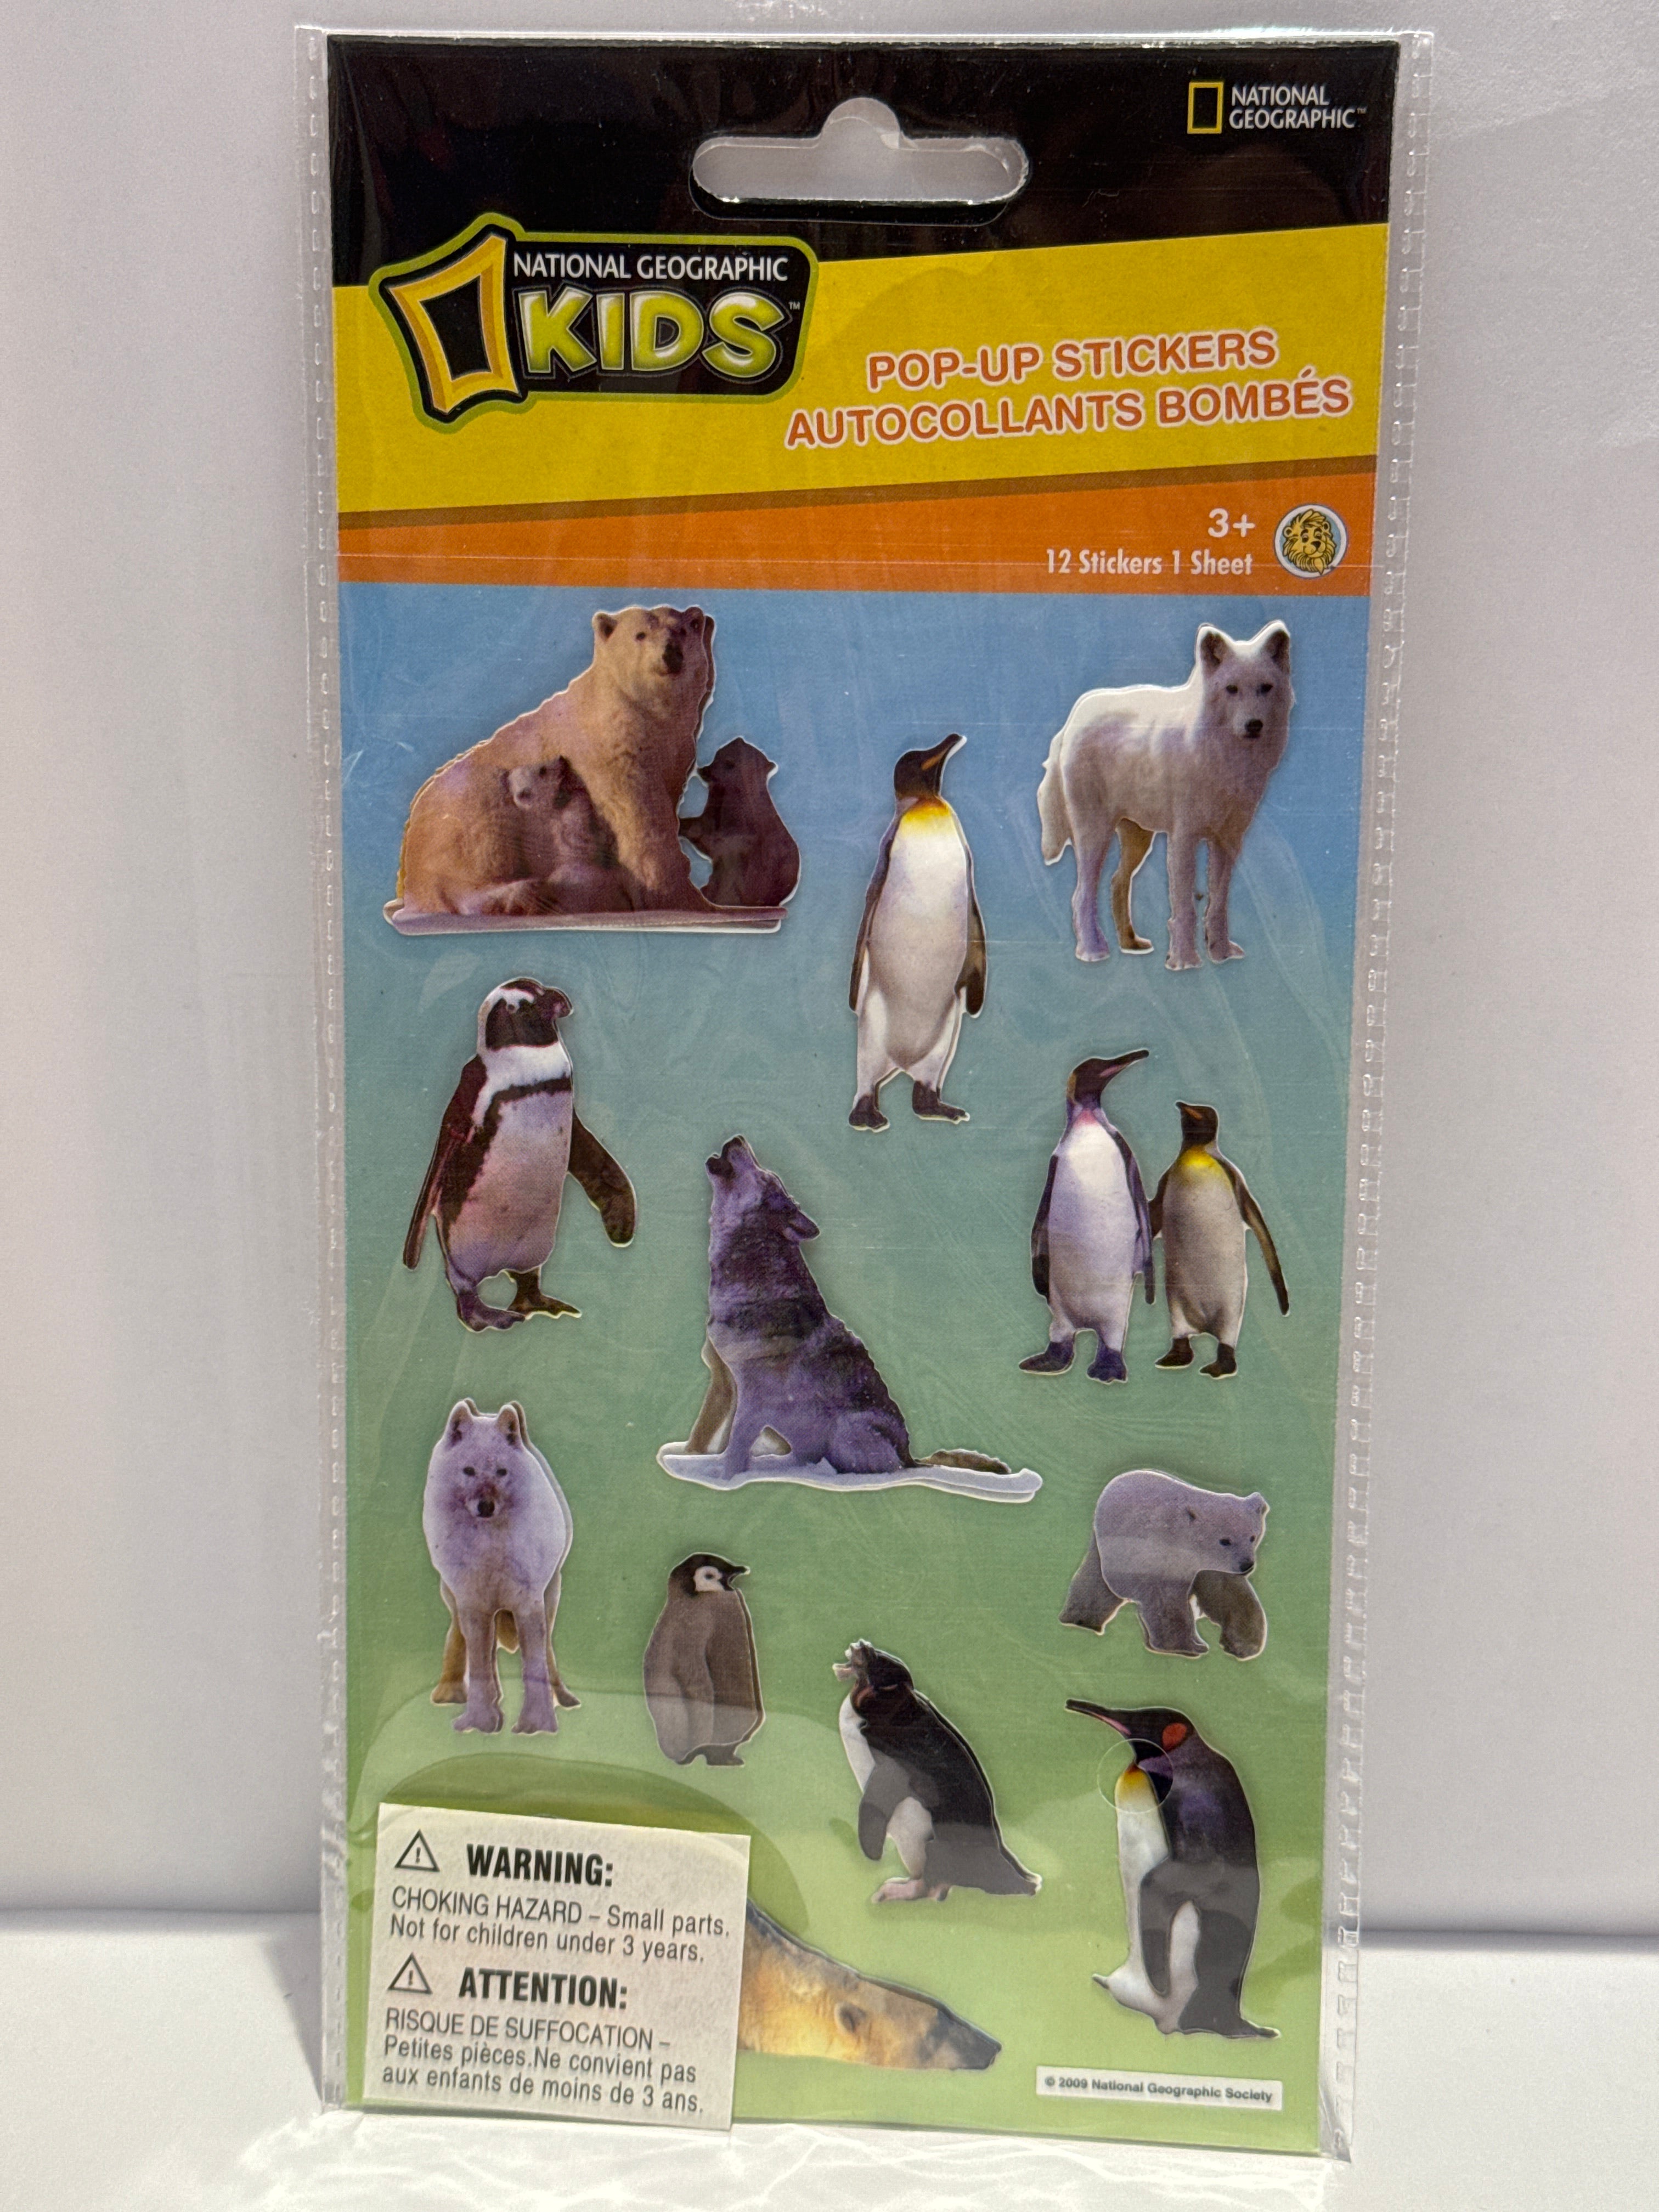 NATIONAL
GEOGRAPHIC™
NATIONAL GEOGRAPHIC
KIDS™
POP-UP STICKERS
AUTOCOLLANTS BOMBÉS
3+
12 Stickers 1 Sheet
⚠ WARNING:
CHOKING HAZARD – Small parts.
Not for children under 3 years.
⚠ ATTENTION:
RISQUE DE SUFFOCATION –
Petites pièces.Ne convient pas
aux enfants de moins de 3 ans.
© 2009 National Geographic Society